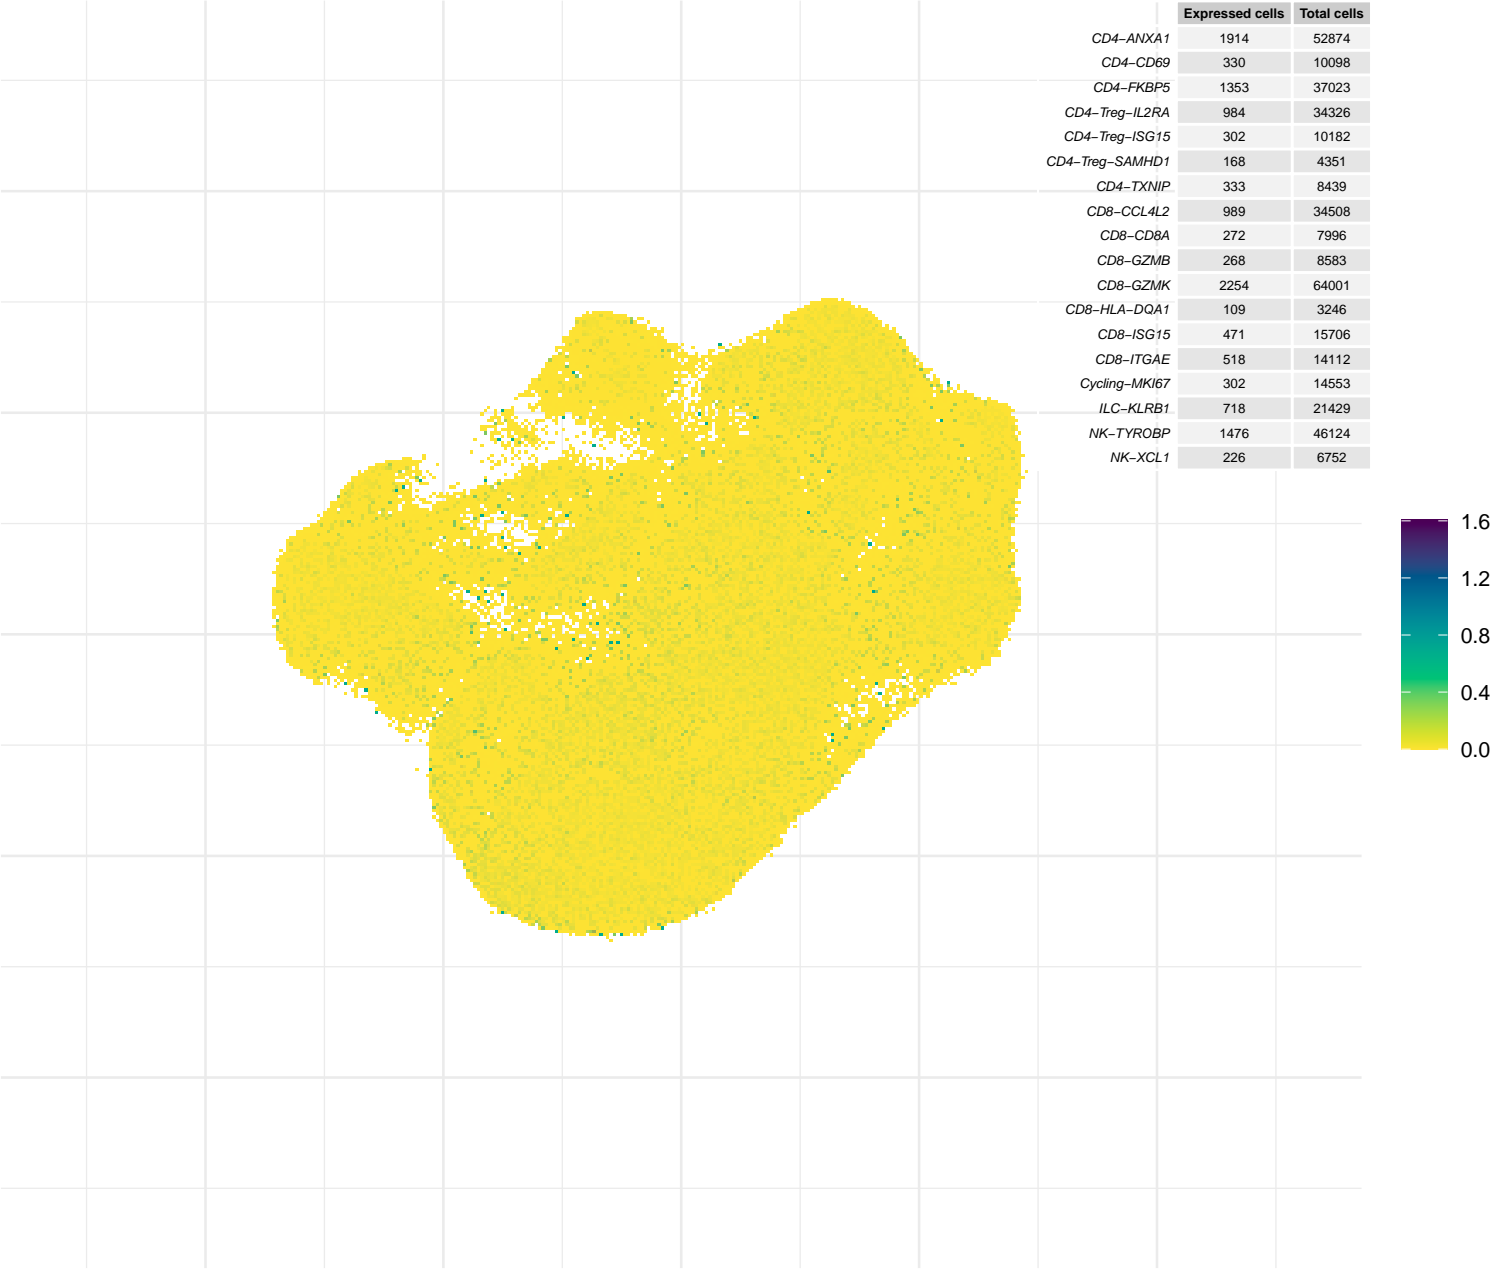 Expressed cells Total cells
CD4−ANXA1 1914 52874
CD4−CD69 330 10098
CD4−FKBP5 1353 37023
CD4−Treg−IL2RA 984 34326
CD4−Treg−ISG15 302 10182
CD4−Treg−SAMHD1 168 4351
CD4−TXNIP 333 8439
CD8−CCL4L2 989 34508
CD8−CD8A 272 7996
CD8−GZMB 268 8583
CD8−GZMK 2254 64001
CD8−HLA−DQA1 109 3246
CD8−ISG15 471 15706
CD8−ITGAE 518 14112
Cycling−MKI67 302 14553
ILC−KLRB1 718 21429
NK−TYROBP 1476 46124
NK−XCL1 226 6752
1.6
1.2
0.8
0.4
0.0